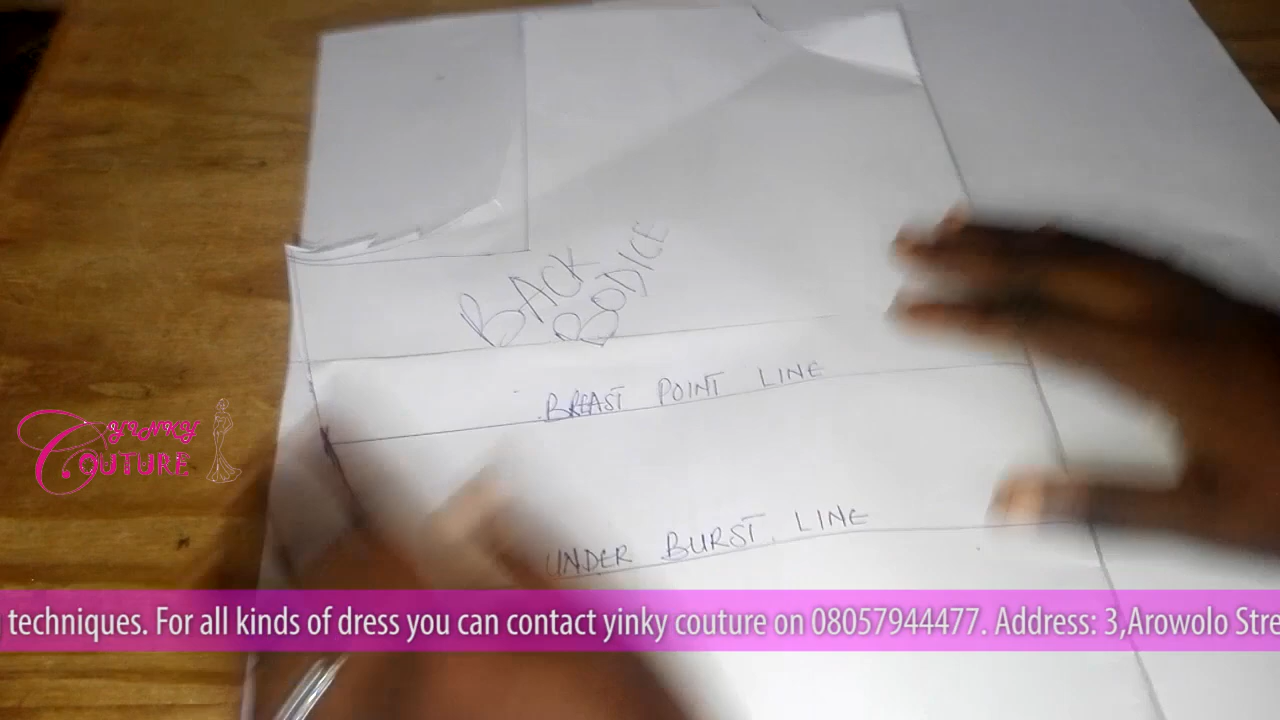 BACK
BODICE
BREAST POINT LINE
UNDER BURST LINE
YINKY
COUTURE
techniques. For all kinds of dress you can contact yinky couture on 08057944477. Address: 3,Arowolo Stre